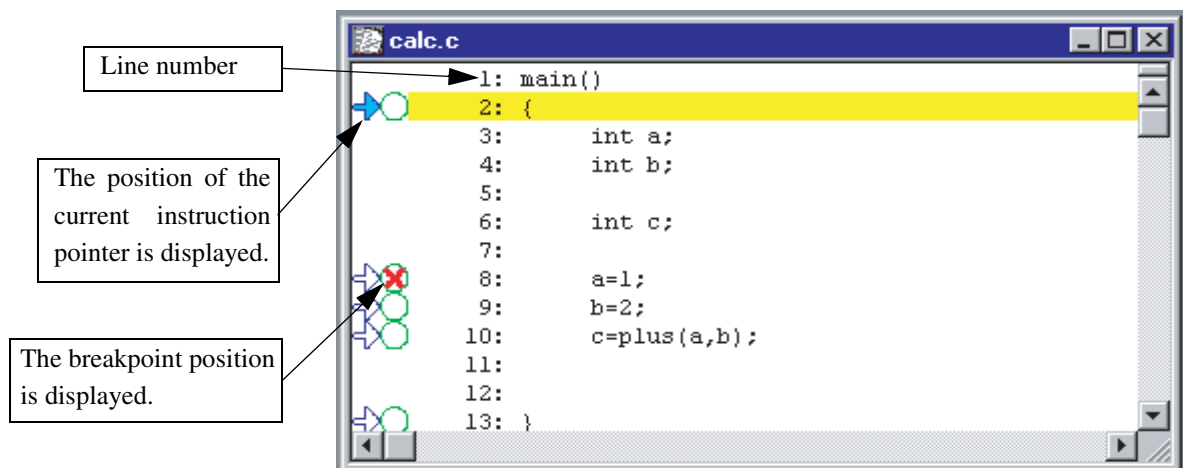 calc.c
Line number
1: main()
2: {
3: int a;
4: int b;
5:
6: int c;
7:
8: a=1;
9: b=2;
10: c=plus(a,b);
11:
12:
13: }
The position of the
current instruction
pointer is displayed.
The breakpoint position
is displayed.